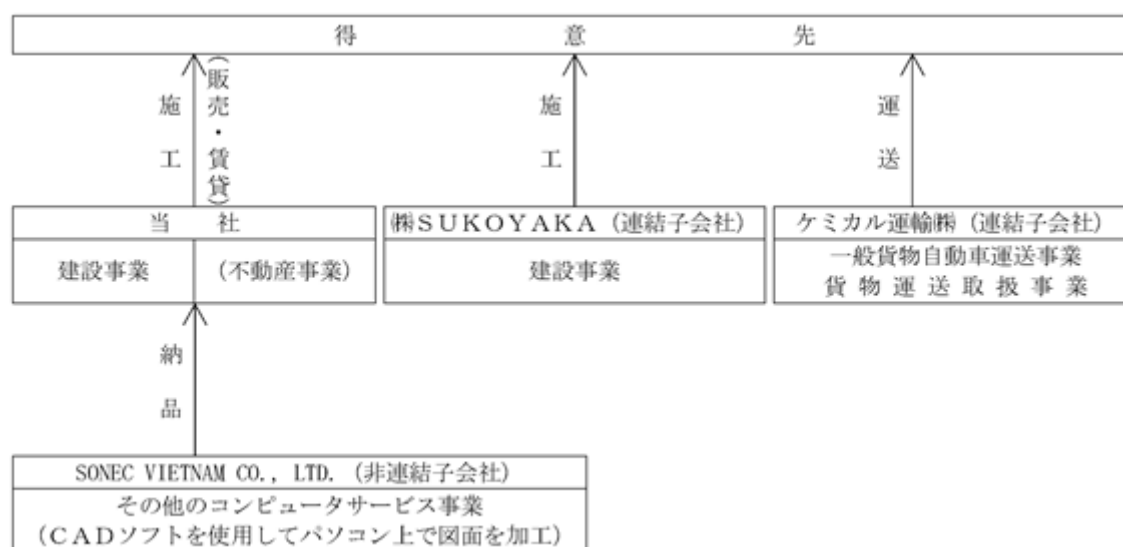 得意先
施工
(販売・賃貸)
施工
運送
当社
建設事業
(不動産事業)
㈱SUKOYAKA (連結子会社)
建設事業
ケミカル運輸㈱ (連結子会社)
一般貨物自動車運送事業
貨物運送取扱事業
納品
SONEC VIETNAM CO., LTD. (非連結子会社)
その他のコンピュータサービス事業
(CADソフトを使用してパソコン上で図面を加工)